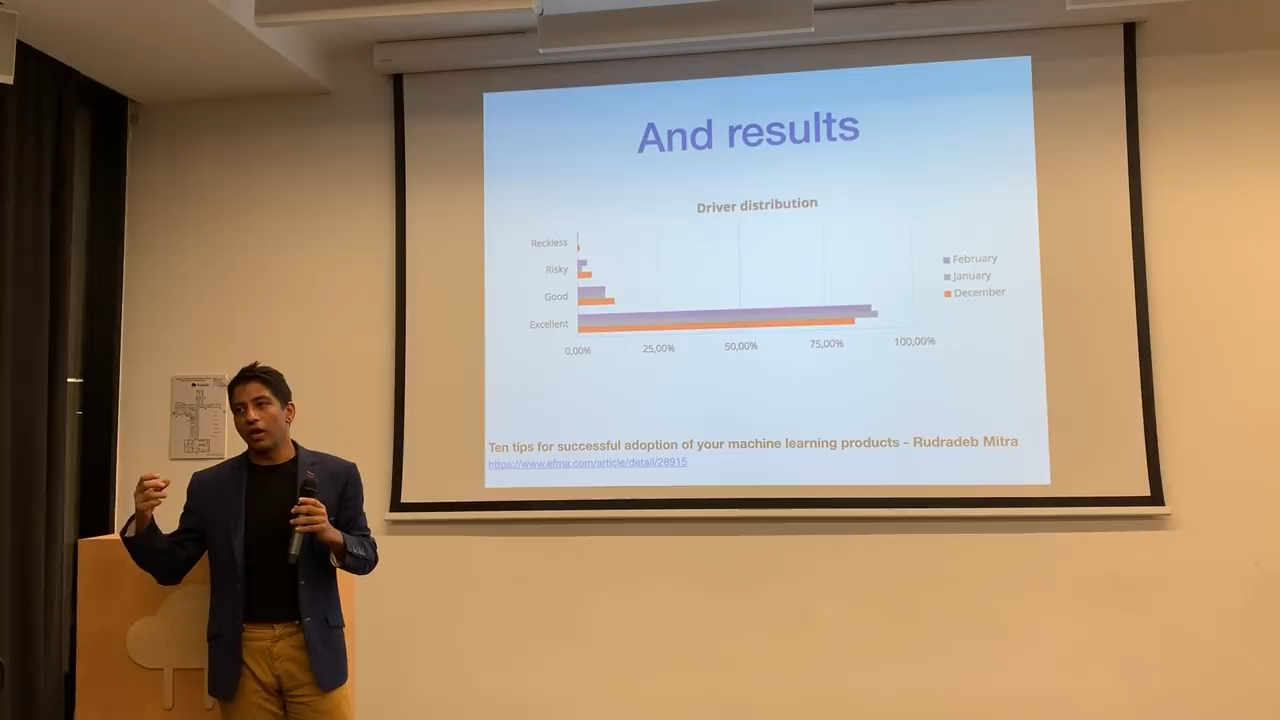 And results
Driver distribution
Reckless
Risky
Good
Excellent
0,00% 25,00% 50,00% 75,00% 100,00%
February
January
December
Ten tips for successful adoption of your machine learning products - Rudradeb Mitra
https://www.efma.com/article/detail/28915